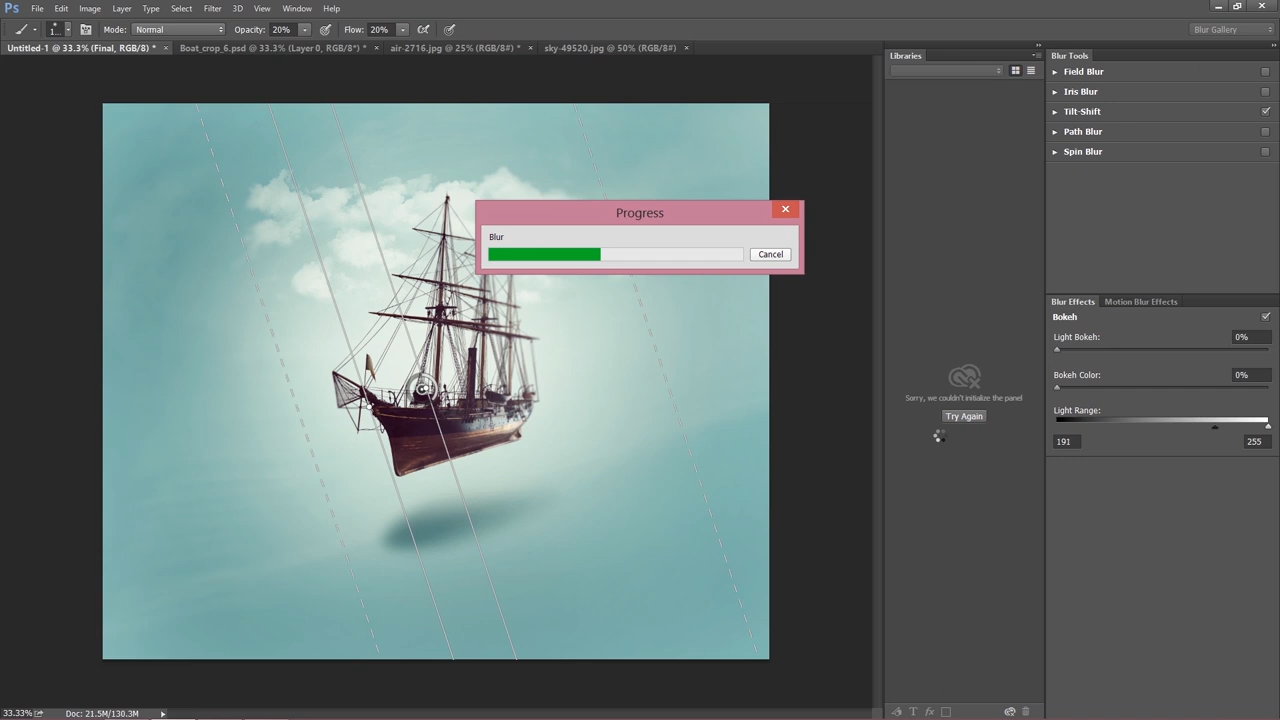 Ps File Edit Image Layer Type Select Filter 3D View Window Help
Mode: Normal Opacity: 20% Flow: 20% Blur Gallery
Untitled-1 @ 33.3% (Final, RGB/8) * × Boat_crop_6.psd @ 33.3% (Layer 0, RGB/8*) * × air-2716.jpg @ 25% (RGB/8#) * × sky-49520.jpg @ 50% (RGB/8#) ×
Libraries
Blur Tools
Field Blur
Iris Blur
Tilt-Shift
Path Blur
Spin Blur
Progress
Blur
Cancel
Blur Effects Motion Blur Effects
Bokeh
Light Bokeh: 0%
Bokeh Color: 0%
Light Range:
191 255
Sorry, we couldn't initialize the panel
Try Again
33.33% Doc: 21.5M/130.3M